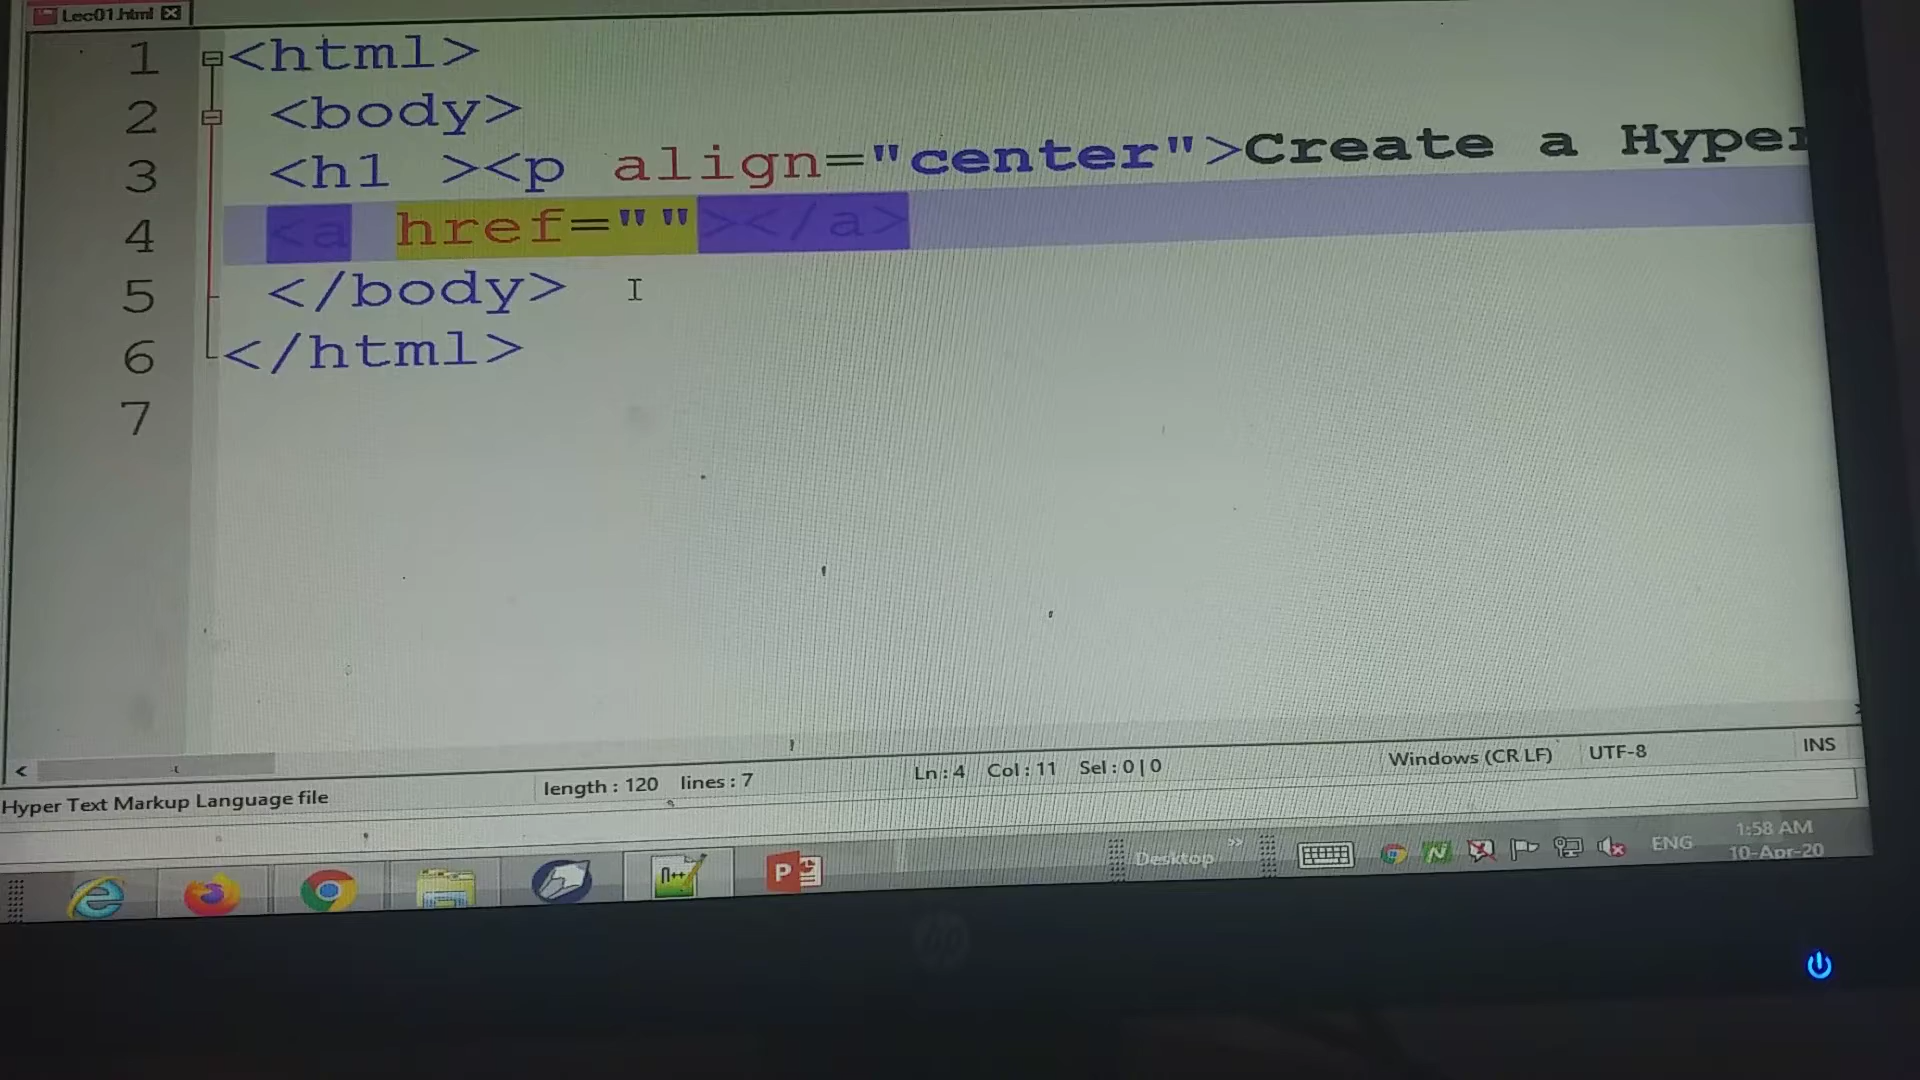 Lec01.html
1 <html>
2 <body>
3 <h1 ><p align="center">Create a Hyper
4 <a href=""></a>
5 </body>
6 </html>
7
Hyper Text Markup Language file length : 120 lines : 7 Ln : 4 Col : 11 Sel : 0 | 0 Windows (CR LF) UTF-8 INS
Desktop » ENG 1:58 AM
10-Apr-20
hp